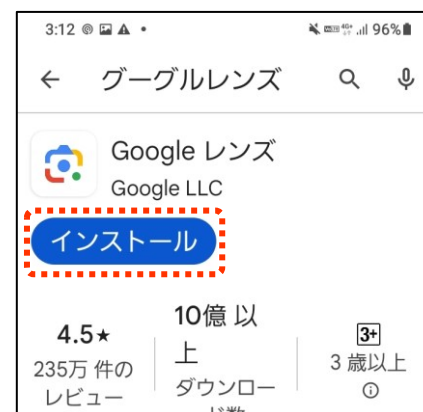 3:12 96%
グーグルレンズ
Google レンズ
Google LLC
インストール
4.5★
235万 件の
レビュー
10億 以
上
ダウンロー
3+
3 歳以上